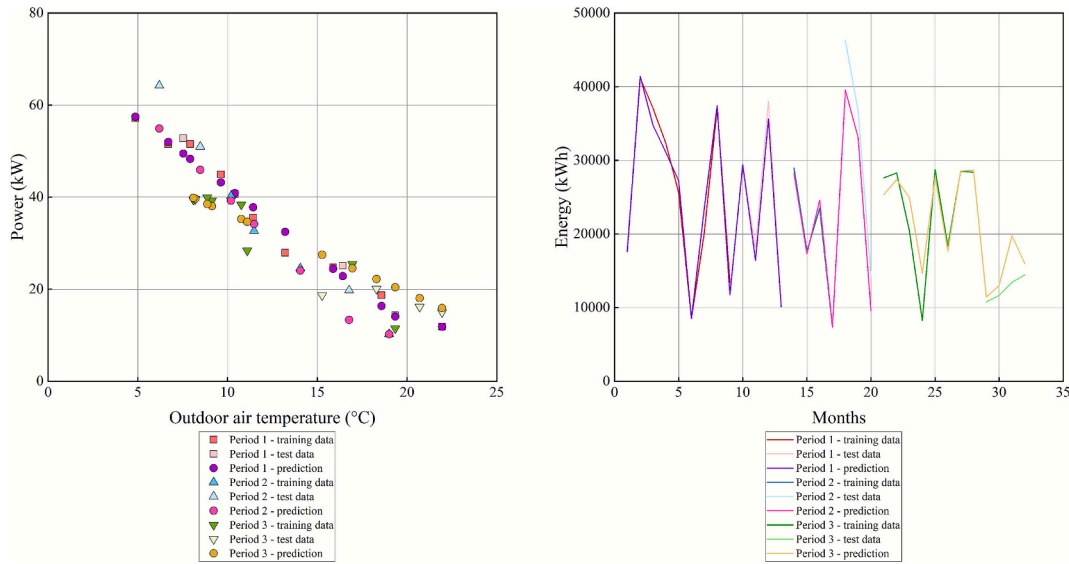 80
60
40
20
0
Power (kW)
0
5
10
15
20
25
Outdoor air temperature (°C)
Period 1 - training data
Period 1 - test data
Period 1 - prediction
Period 2 - training data
Period 2 - test data
Period 2 - prediction
Period 3 - training data
Period 3 - test data
Period 3 - prediction
50000
40000
30000
20000
10000
0
Energy (kWh)
0
5
10
15
20
25
30
35
Months
Period 1 - training data
Period 1 - test data
Period 1 - prediction
Period 2 - training data
Period 2 - test data
Period 2 - prediction
Period 3 - training data
Period 3 - test data
Period 3 - prediction